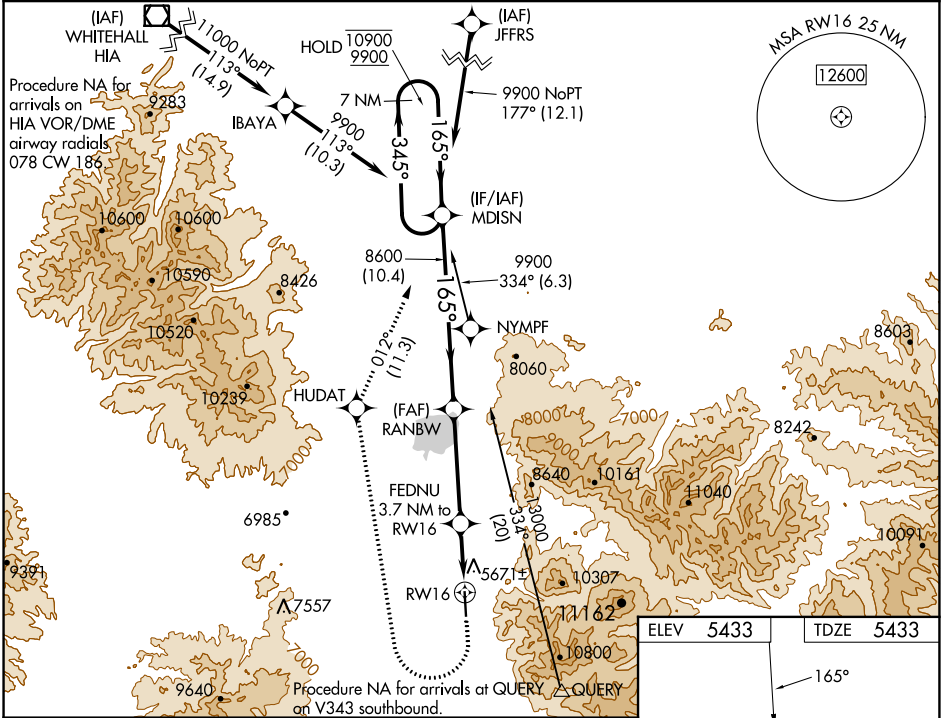 (IAF)
WHITEHALL
HIA
11000 NoPT
113°
(14.9)
Procedure NA for
arrivals on
HIA VOR/DME
airway radials
078 CW 186.
9283
IBAYA
9900
113°
(10.3)
HOLD 10900
9900
7 NM
345°
165°
(IAF)
JFFRS
9900 NoPT
177° (12.1)
MSA RW16 25 NM
12600
(IF/IAF)
MDISN
10600
10600
10590
8426
10520
10239
7000
8600
(10.4)
165°
9900
334° (6.3)
NYMPF
012°
(11.3)
HUDAT
(FAF)
RANBW
8060
8603
8000
7000
9000
8242
8640
10161
11040
10091
13000
334°
(20)
FEDNU
3.7 NM to
RW16
6985
9391
7557
7000
9640
RW16
5671±
10307
11162
10800
QUERY
Procedure NA for arrivals at QUERY
on V343 southbound.
ELEV 5433
TDZE 5433
165°